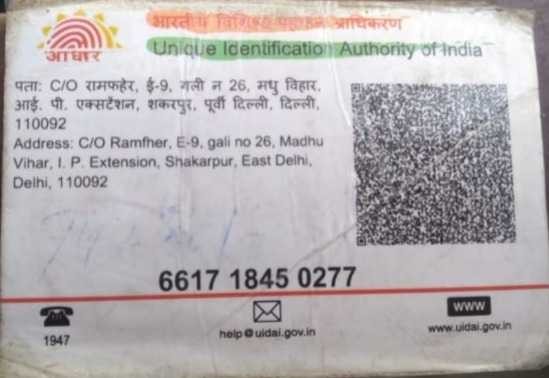 भारतीय विशिष्ट पहचान प्राधिकरण
Unique Identification Authority of India
आधार
पता: C/O रामफहेर, ई-9, गली न 26, मधु विहार,
आई. पी. एक्सटेंशन, शकरपुर, पूर्वी दिल्ली, दिल्ली,
110092
Address: C/O Ramfher, E-9, gali no 26, Madhu
Vihar, I. P. Extension, Shakarpur, East Delhi,
Delhi, 110092
6617 1845 0277
1947
help@uidai.gov.in
WWW
www.uidai.gov.in